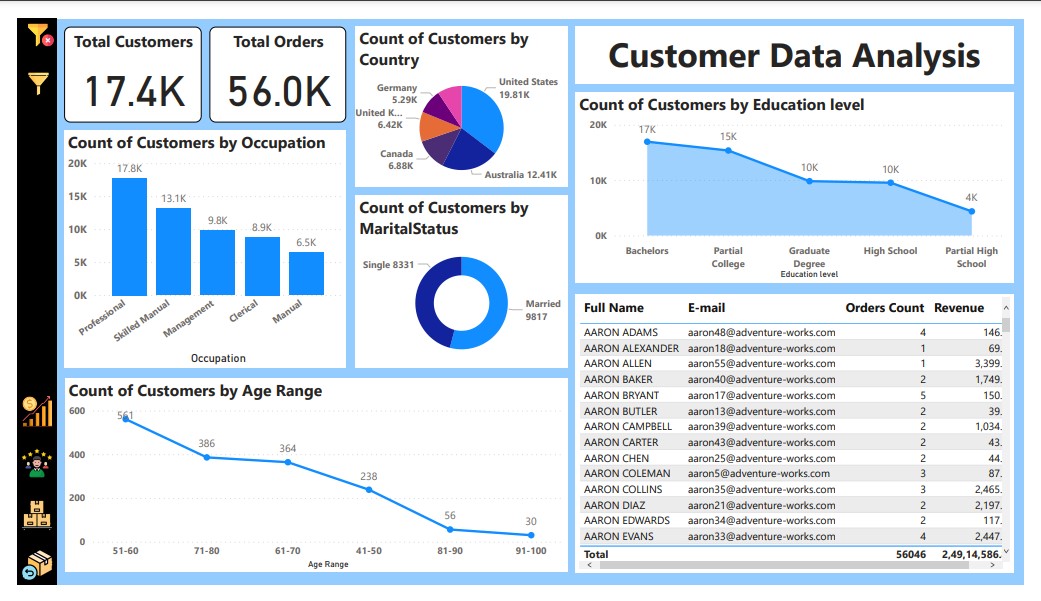 Total Customers
17.4K
Total Orders
56.0K
Count of Customers by
Country
United States
19.81K
Germany
5.29K
United K...
6.42K
Canada
6.88K
Australia 12.41K
Customer Data Analysis
Count of Customers by Education level
20K
10K
0K
17K
15K
10K
10K
4K
Bachelors
Partial
College
Graduate
Degree
High School
Partial High
School
Education level
Count of Customers by Occupation
20K
15K
10K
5K
0K
17.8K
13.1K
9.8K
8.9K
6.5K
Professional
Skilled Manual
Management
Clerical
Manual
Occupation
Count of Customers by
MaritalStatus
Single 8331
Married
9817
Count of Customers by Age Range
600
400
200
0
561
386
364
238
56
30
51-60
71-80
61-70
41-50
81-90
91-100
Age Range
Full Name E-mail Orders Count Revenue
AARON ADAMS aaron48@adventure-works.com 4 146.
AARON ALEXANDER aaron18@adventure-works.com 1 69.
AARON ALLEN aaron55@adventure-works.com 1 3,399.
AARON BAKER aaron40@adventure-works.com 2 1,749.
AARON BRYANT aaron17@adventure-works.com 5 150.
AARON BUTLER aaron13@adventure-works.com 2 39.
AARON CAMPBELL aaron39@adventure-works.com 2 1,034.
AARON CARTER aaron43@adventure-works.com 2 43.
AARON CHEN aaron25@adventure-works.com 2 44.
AARON COLEMAN aaron5@adventure-works.com 3 87.
AARON COLLINS aaron35@adventure-works.com 3 2,465.
AARON DIAZ aaron21@adventure-works.com 2 2,197.
AARON EDWARDS aaron34@adventure-works.com 2 117.
AARON EVANS aaron33@adventure-works.com 4 2,447.
Total 56046 2,49,14,586.